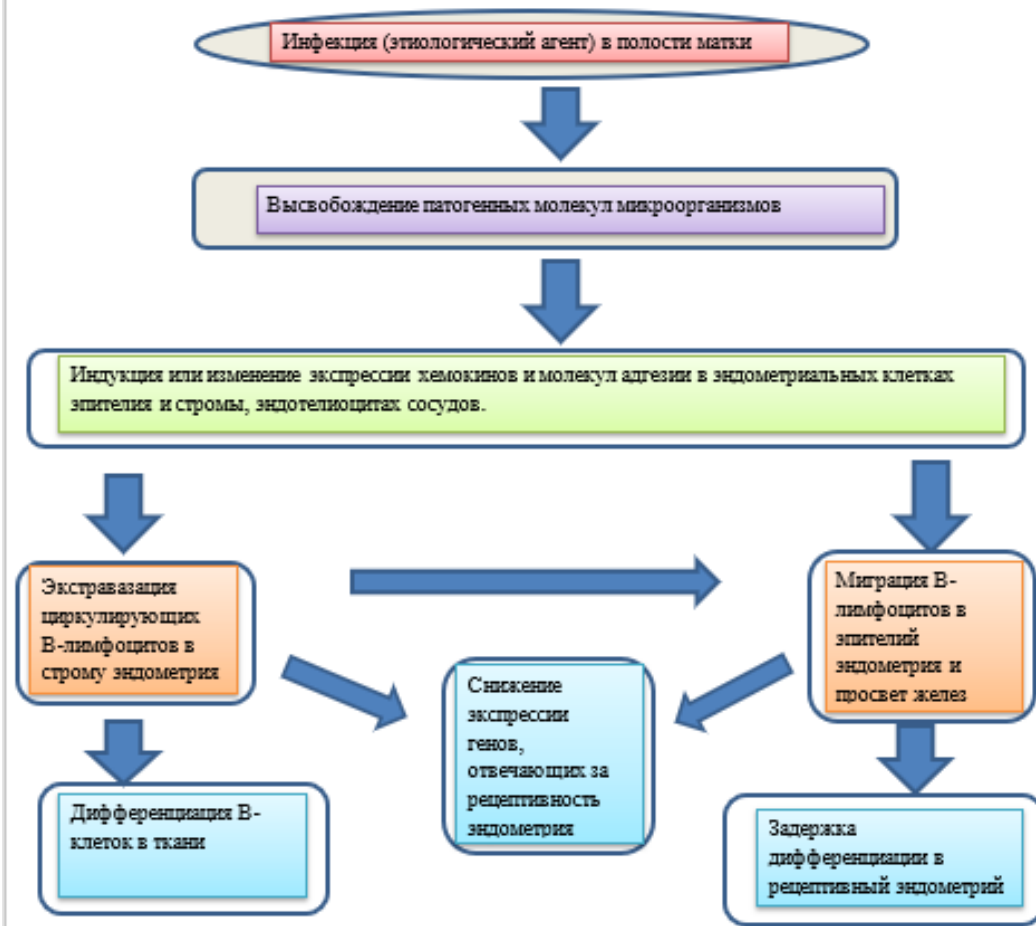 Инфекция (этиологический агент) в полости матки
Высвобождение патогенных молекул микроорганизмов
Индукция или изменение экспрессии хемокинов и молекул адгезии в эндометриальных клетках
эпителия и стромы, эндотелиоцитах сосудов.
Экстравазация
циркулирующих
В-лимфоцитов в
строму эндометрия
Миграция В-
лимфоцитов в
эпителий
эндометрия и
просвет желез
Снижение
экспрессии
генов,
отвечающих за
рецептивность
эндометрия
Дифференциация В-
клеток в ткани
Задержка
дифференциации в
рецептивный эндометрий